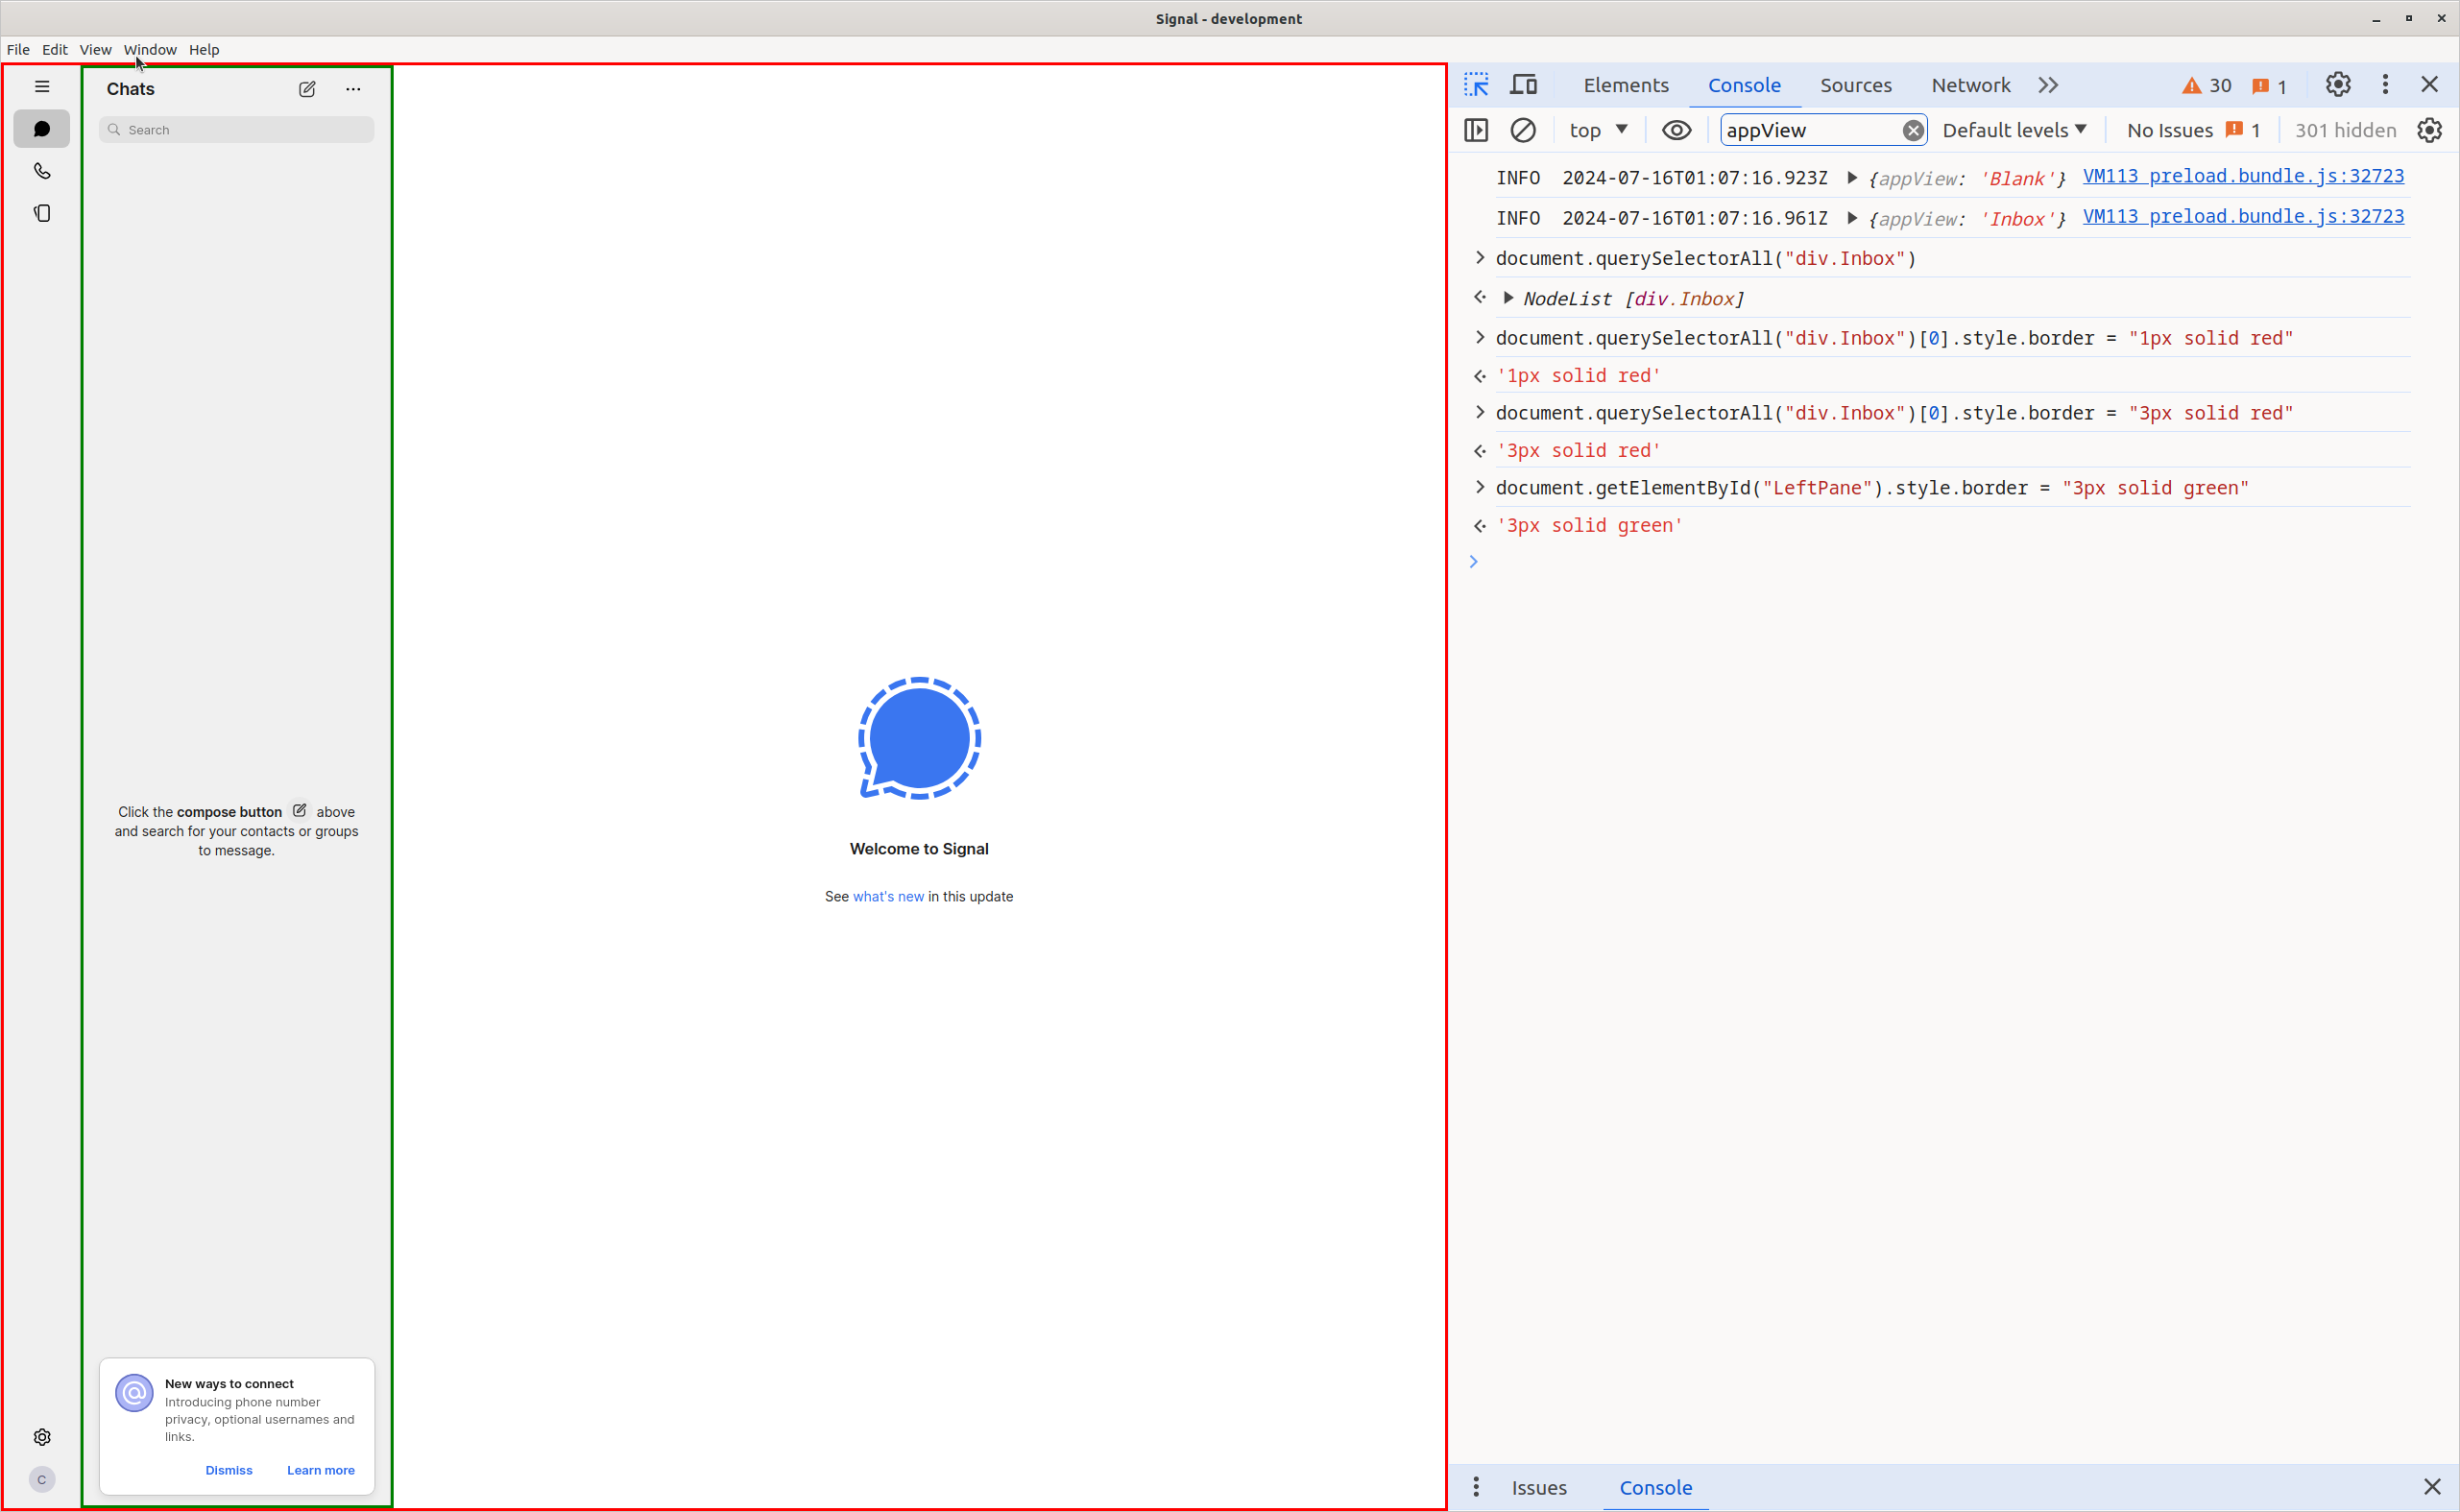 Signal - development
File Edit View Window Help
Chats
Search
Click the compose button above
and search for your contacts or groups
to message.
New ways to connect
Introducing phone number
privacy, optional usernames and
links.
Dismiss Learn more
C
Welcome to Signal
See what's new in this update
Elements Console Sources Network 30 1
top appView Default levels No Issues 1 301 hidden
INFO 2024-07-16T01:07:16.923Z {appView: 'Blank'} VM113 preload.bundle.js:32723
INFO 2024-07-16T01:07:16.961Z {appView: 'Inbox'} VM113 preload.bundle.js:32723
document.querySelectorAll("div.Inbox")
NodeList [div.Inbox]
document.querySelectorAll("div.Inbox")[0].style.border = "1px solid red"
'1px solid red'
document.querySelectorAll("div.Inbox")[0].style.border = "3px solid red"
'3px solid red'
document.getElementById("LeftPane").style.border = "3px solid green"
'3px solid green'
Issues Console